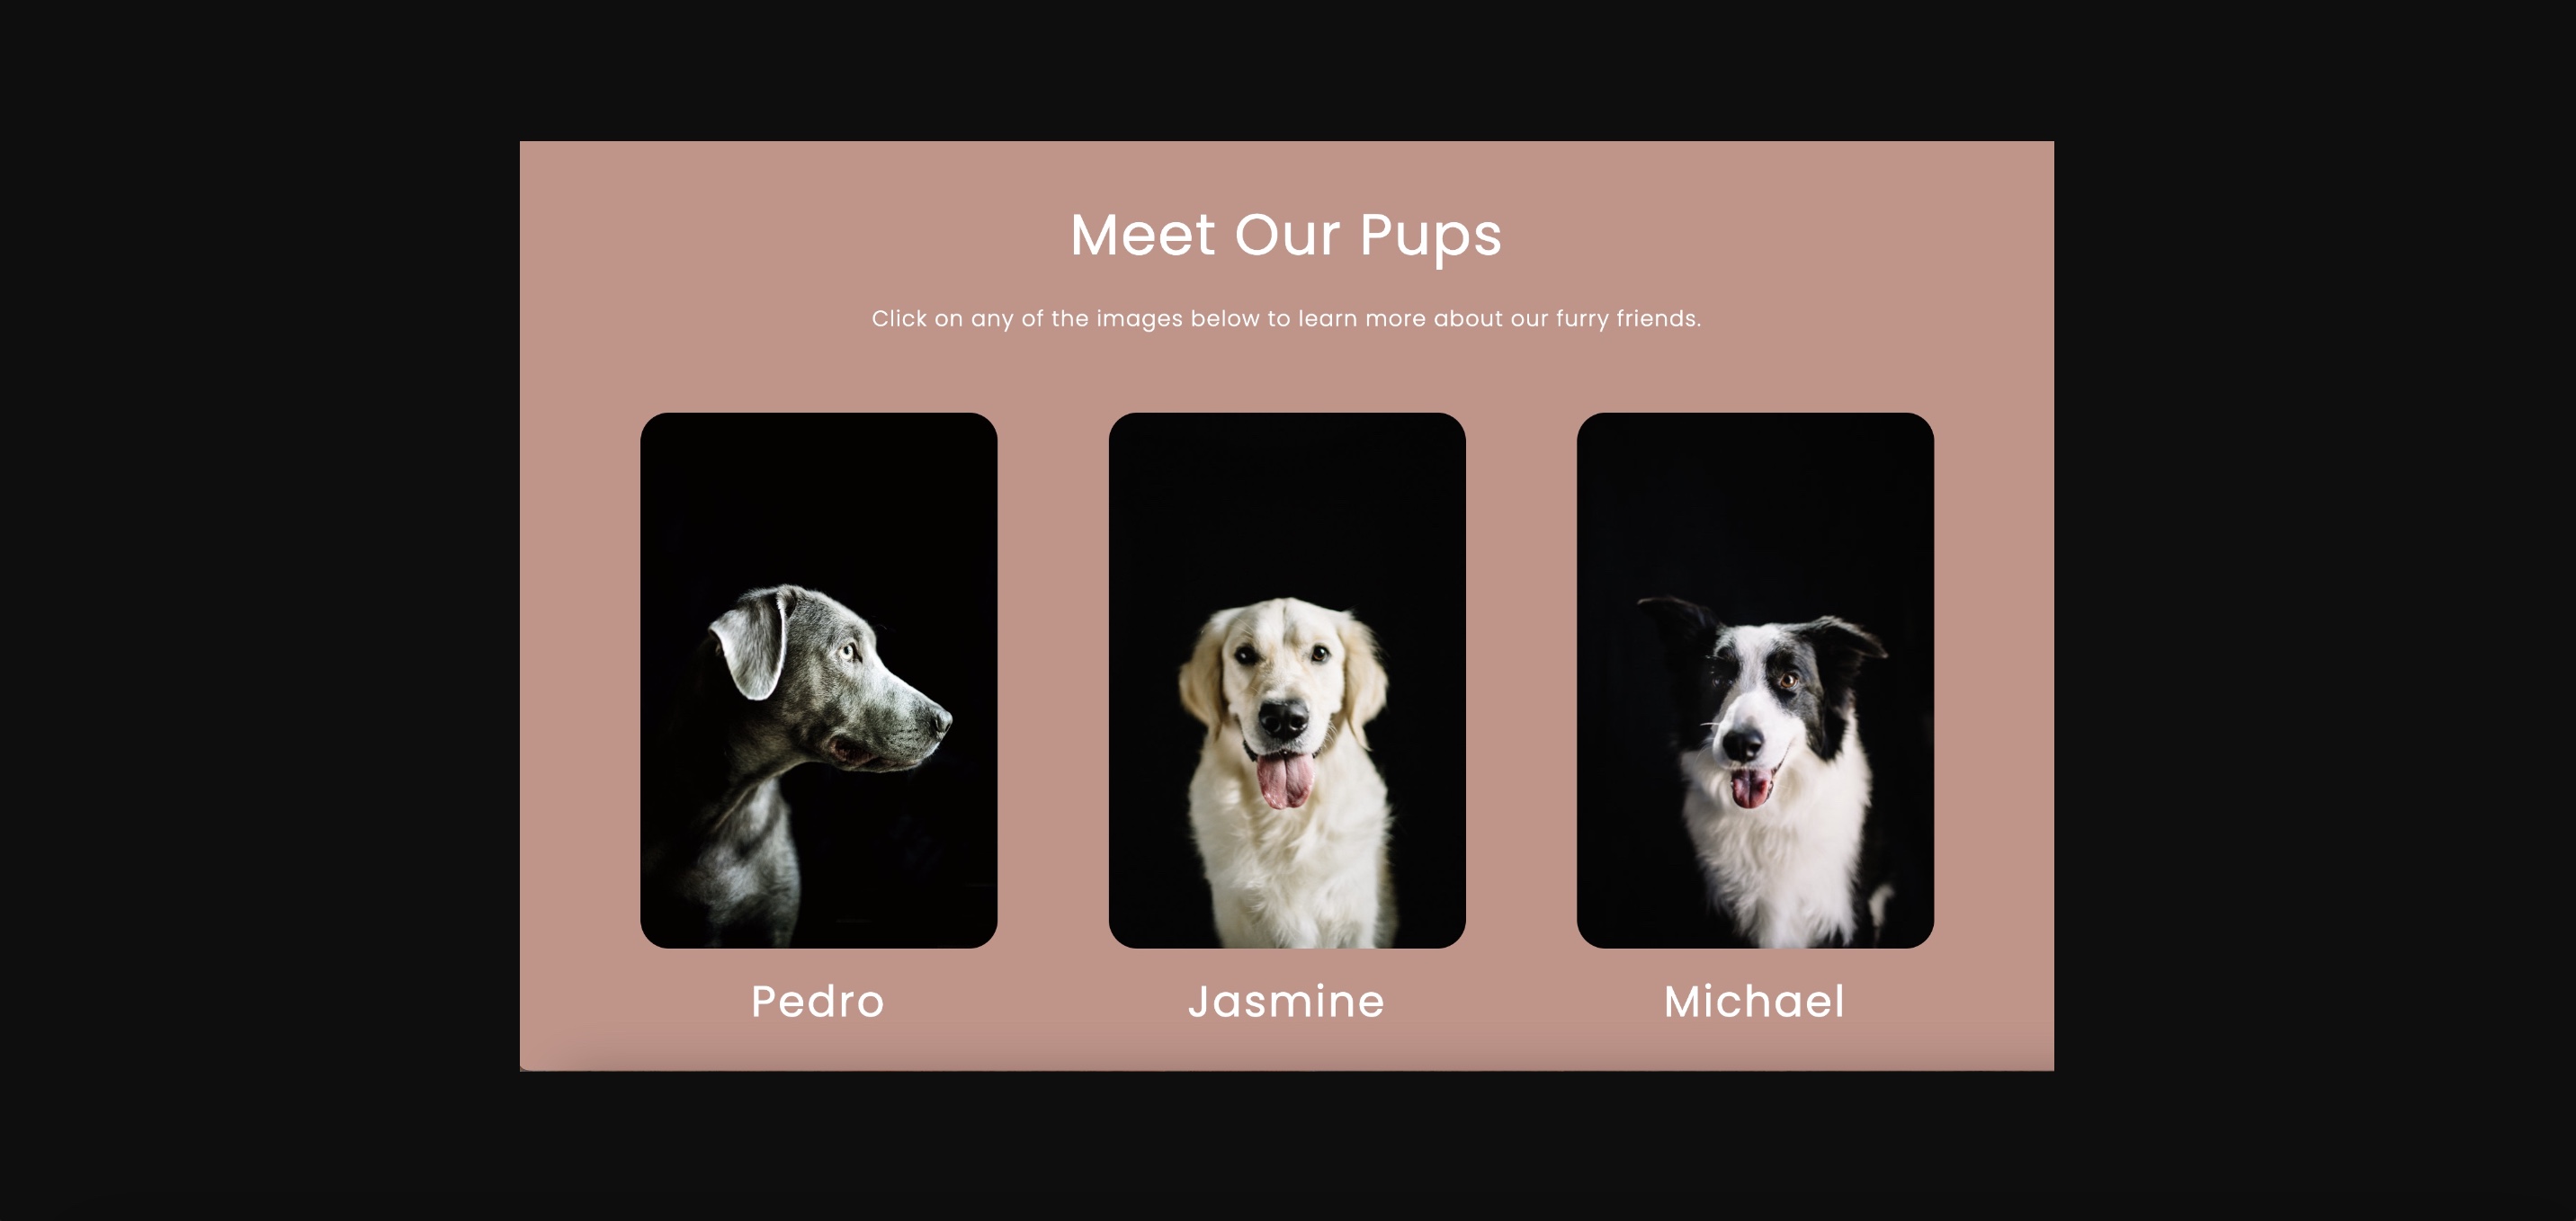 Meet Our Pups
Click on any of the images below to learn more about our furry friends.
Pedro
Jasmine
Michael